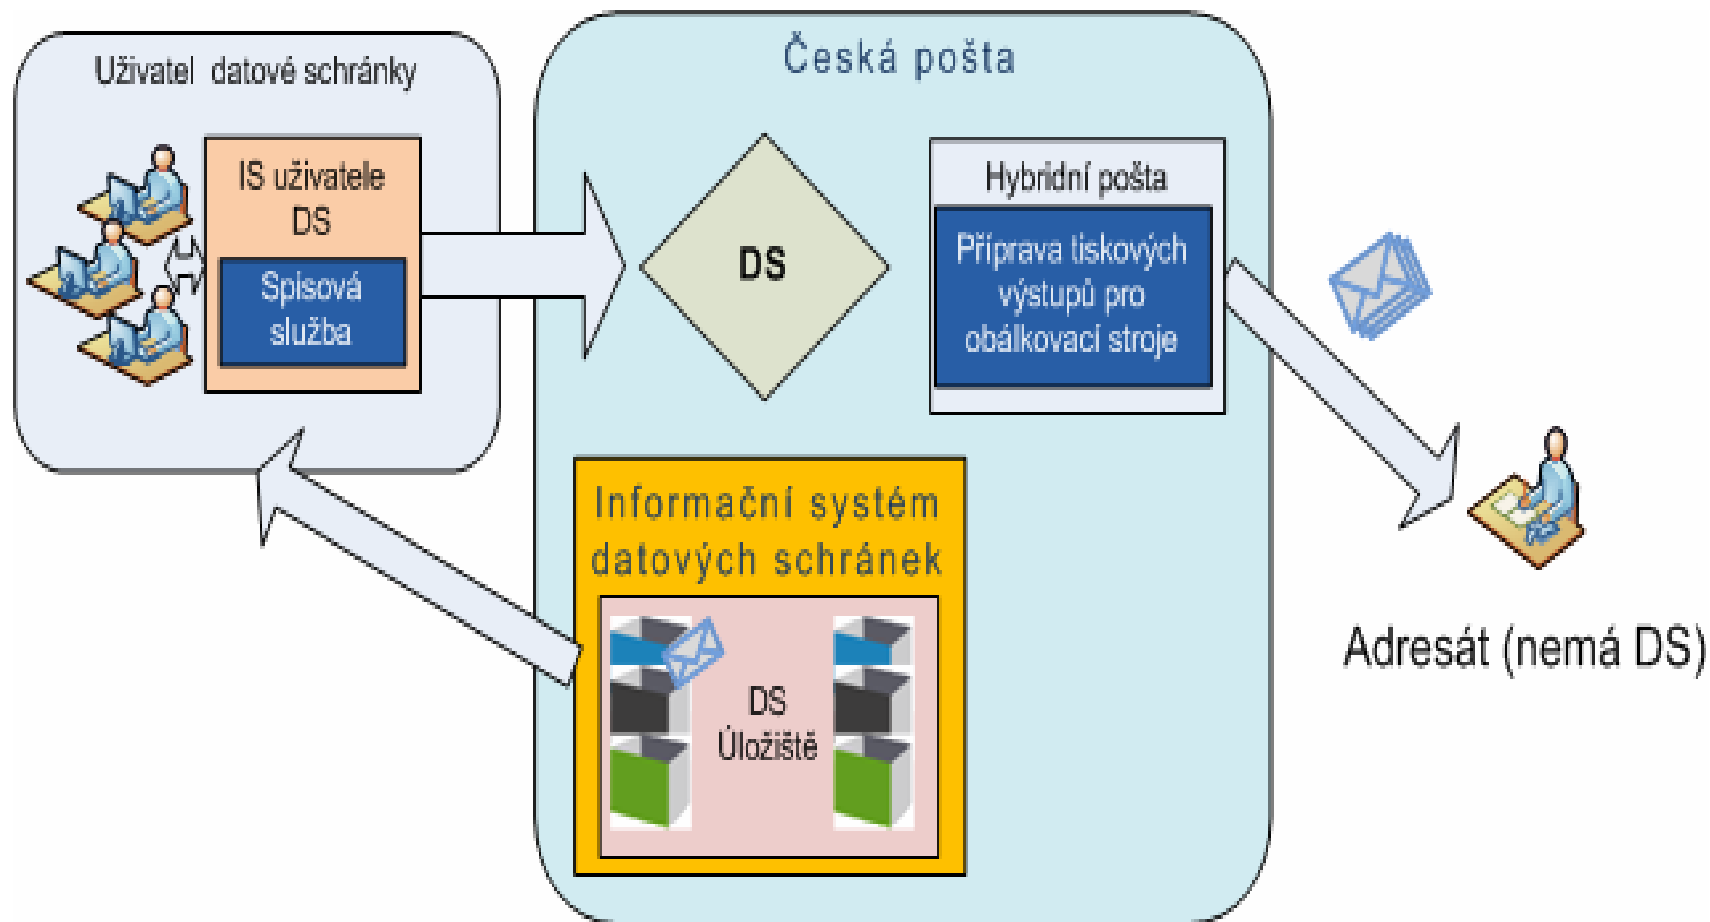 Uživatel datové schránky
IS uživatele
DS
Spisová
služba
Česká pošta
DS
Hybridní pošta
Příprava tiskových
výstupů pro
obálkovací stroje
Informační systém
datových schránek
DS
Úložiště
Adresát (nemá DS)